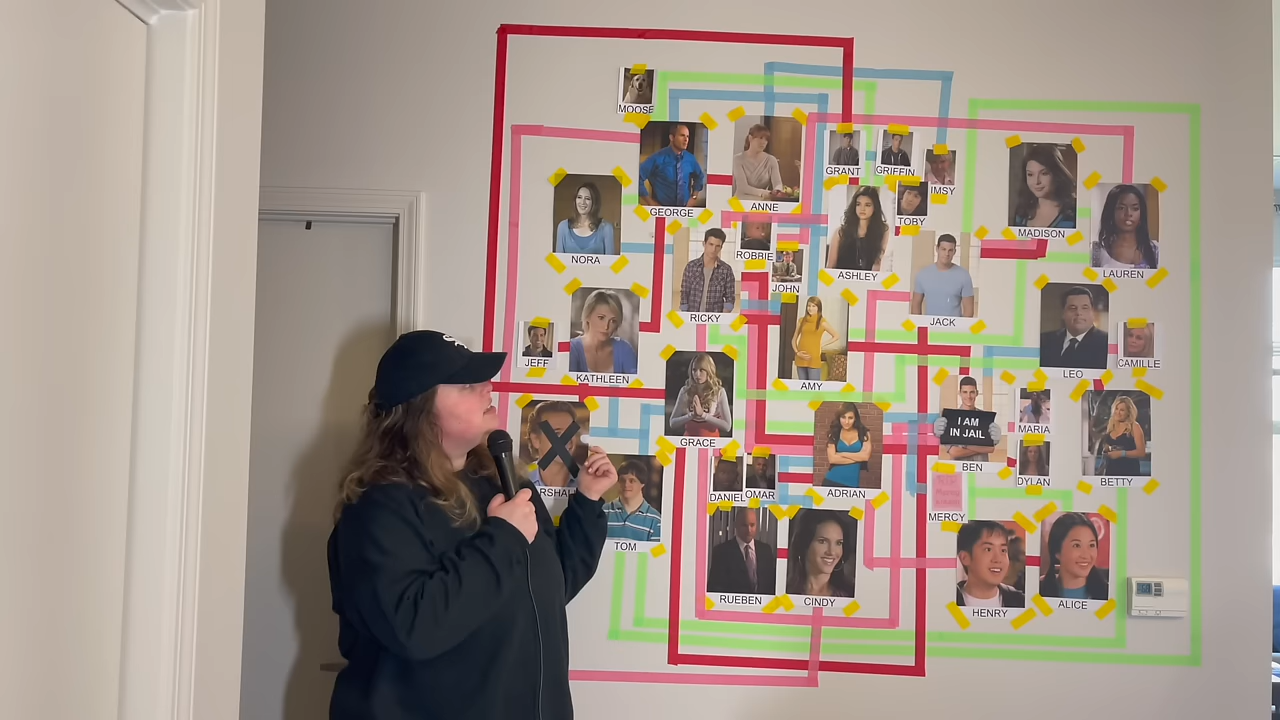 MOOSE
GEORGE
ANNE
GRANT
GRIFFIN
IMSY
TOBY
MADISON
LAUREN
NORA
ROBBIE
JOHN
ASHLEY
RICKY
JACK
JEFF
KATHLEEN
AMY
LEO
CAMILLE
GRACE
I AM
IN JAIL
BEN
MARIA
DYLAN
BETTY
RSHAL
DANIEL
OMAR
ADRIAN
MERCY
TOM
RUEBEN
CINDY
HENRY
ALICE